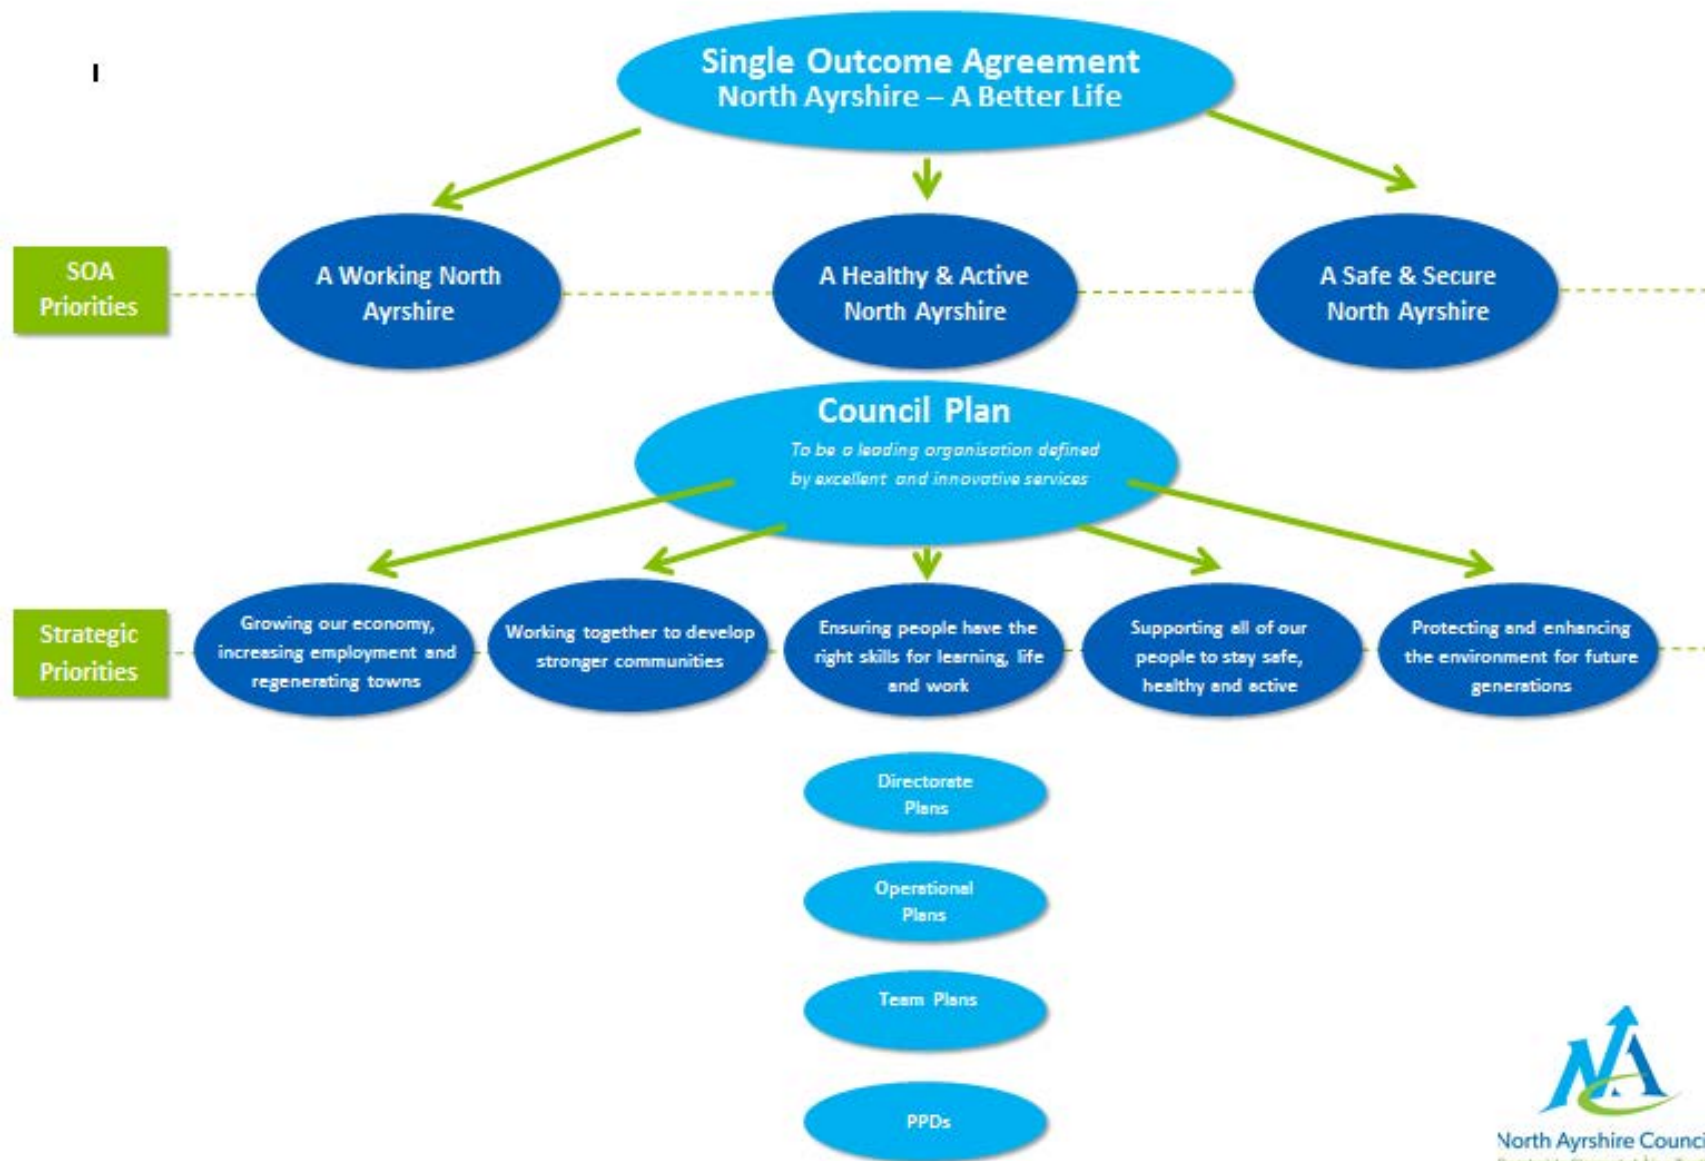 I
Single Outcome Agreement
North Ayrshire – A Better Life
SOA
Priorities
A Working North
Ayrshire
A Healthy & Active
North Ayrshire
A Safe & Secure
North Ayrshire
Council Plan
To be a leading organisation defined
by excellent and innovative services
Strategic
Priorities
Growing our economy,
increasing employment and
regenerating towns
Working together to develop
stronger communities
Ensuring people have the
right skills for learning, life
and work
Supporting all of our
people to stay safe,
healthy and active
Protecting and enhancing
the environment for future
generations
Directorate
Plans
Operational
Plans
Team Plans
PPDs
NA
North Ayrshire Counci